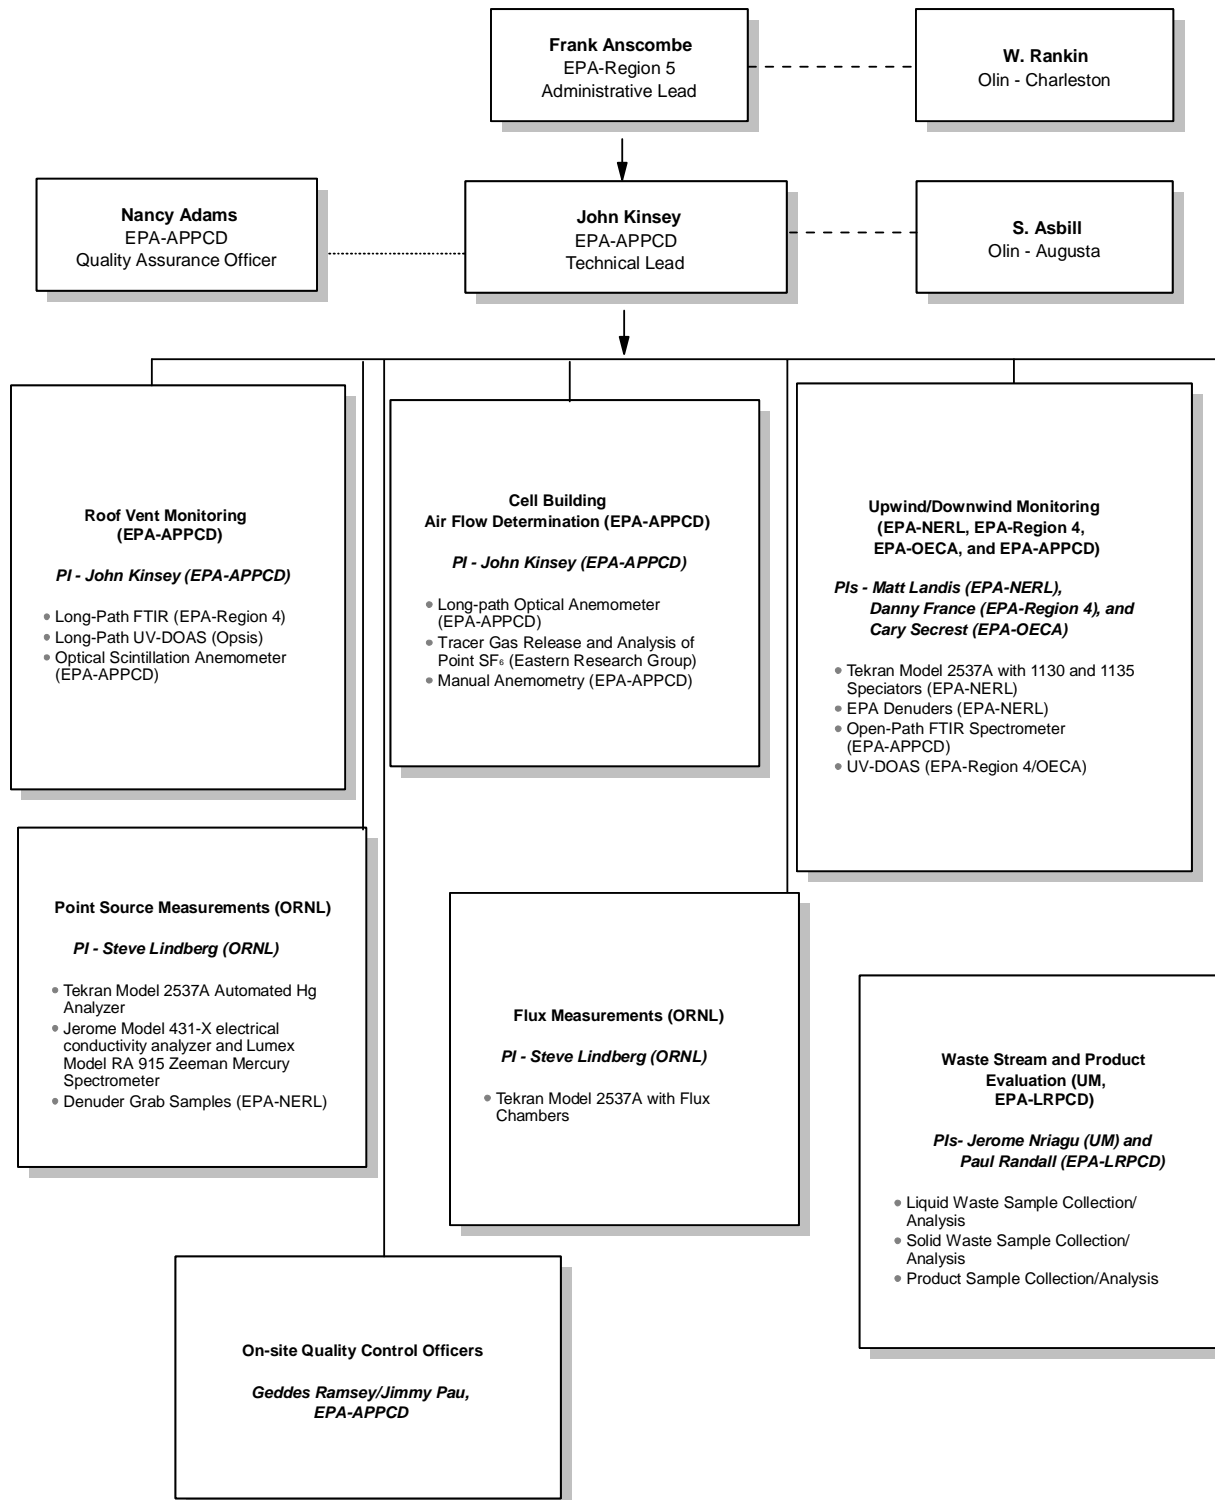 Frank Anscombe
EPA-Region 5
Administrative Lead
W. Rankin
Olin - Charleston
Nancy Adams
EPA-APPCD
Quality Assurance Officer
John Kinsey
EPA-APPCD
Technical Lead
S. Asbill
Olin - Augusta
Roof Vent Monitoring
(EPA-APPCD)
PI - John Kinsey (EPA-APPCD)
• Long-Path FTIR (EPA-Region 4)
• Long-Path UV-DOAS (Opsis)
• Optical Scintillation Anemometer
(EPA-APPCD)
Cell Building
Air Flow Determination (EPA-APPCD)
PI - John Kinsey (EPA-APPCD)
• Long-path Optical Anemometer
(EPA-APPCD)
• Tracer Gas Release and Analysis of
Point SF₆ (Eastern Research Group)
• Manual Anemometry (EPA-APPCD)
Upwind/Downwind Monitoring
(EPA-NERL, EPA-Region 4,
EPA-OECA, and EPA-APPCD)
PIs - Matt Landis (EPA-NERL),
Danny France (EPA-Region 4), and
Cary Secrest (EPA-OECA)
• Tekran Model 2537A with 1130 and 1135
Speciators (EPA-NERL)
• EPA Denuders (EPA-NERL)
• Open-Path FTIR Spectrometer
(EPA-APPCD)
• UV-DOAS (EPA-Region 4/OECA)
Point Source Measurements (ORNL)
PI - Steve Lindberg (ORNL)
• Tekran Model 2537A Automated Hg
Analyzer
• Jerome Model 431-X electrical
conductivity analyzer and Lumex
Model RA 915 Zeeman Mercury
Spectrometer
• Denuder Grab Samples (EPA-NERL)
Flux Measurements (ORNL)
PI - Steve Lindberg (ORNL)
• Tekran Model 2537A with Flux
Chambers
Waste Stream and Product
Evaluation (UM,
EPA-LRPCD)
PIs- Jerome Nriagu (UM) and
Paul Randall (EPA-LRPCD)
• Liquid Waste Sample Collection/
Analysis
• Solid Waste Sample Collection/
Analysis
• Product Sample Collection/Analysis
On-site Quality Control Officers
Geddes Ramsey/Jimmy Pau,
EPA-APPCD